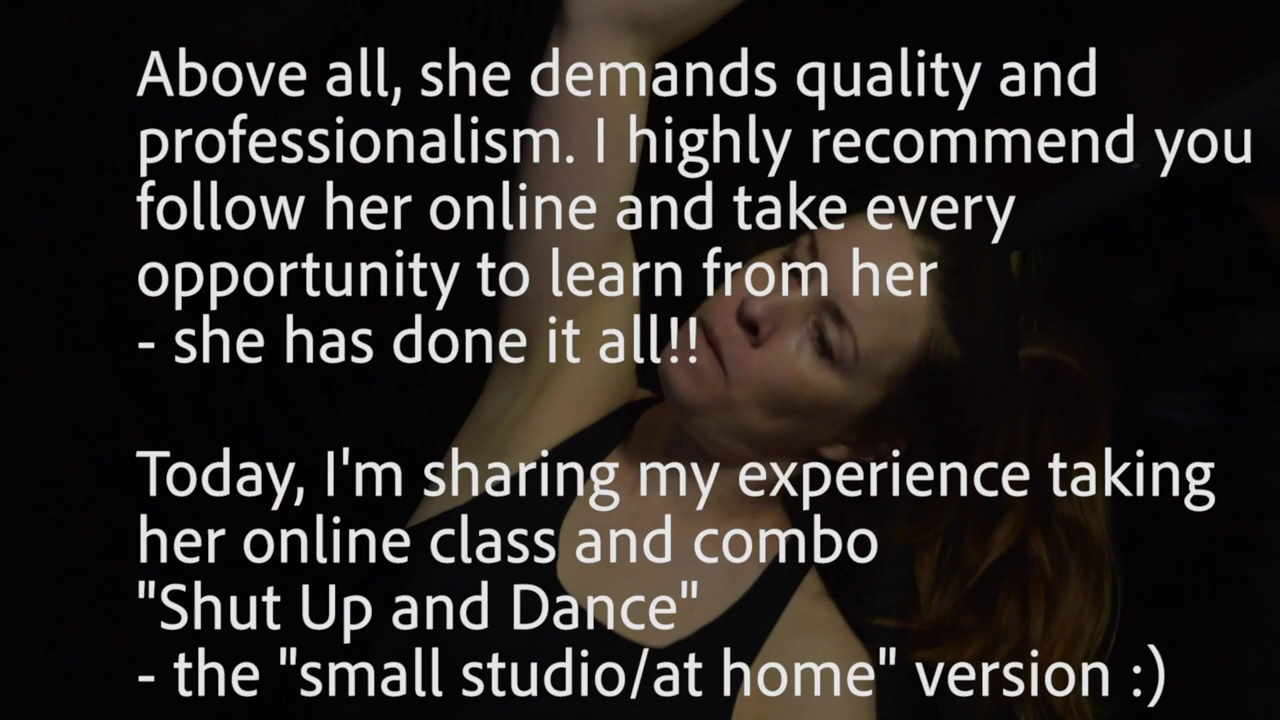 Above all, she demands quality and
professionalism. I highly recommend you
follow her online and take every
opportunity to learn from her
- she has done it all!!
Today, I'm sharing my experience taking
her online class and combo
"Shut Up and Dance"
- the "small studio/at home" version :)